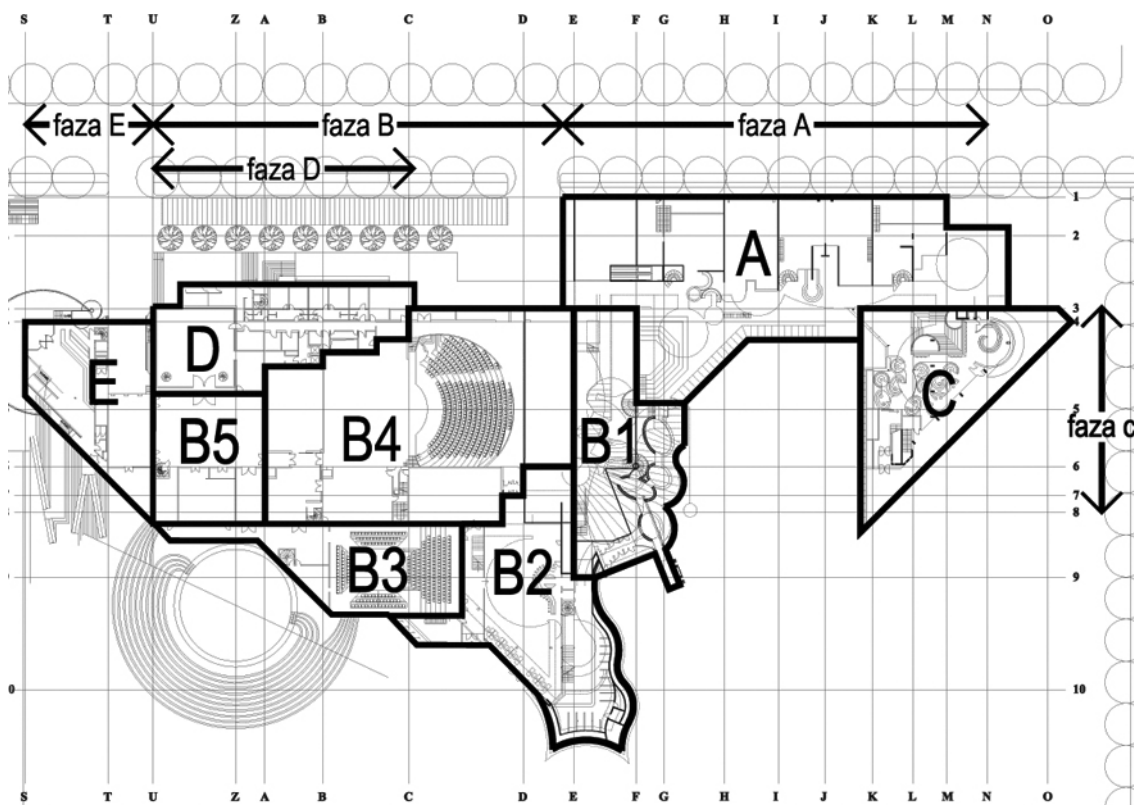 S T U Z A B C D E F G H I J K L M N O
faza E faza B faza A
faza D
1
A 2
3
D 4
E C
B5 B4 B1 5
faza c
6
7
8
B3 B2
9
0 10
S T U Z A B C D E F G H I J K L M N O